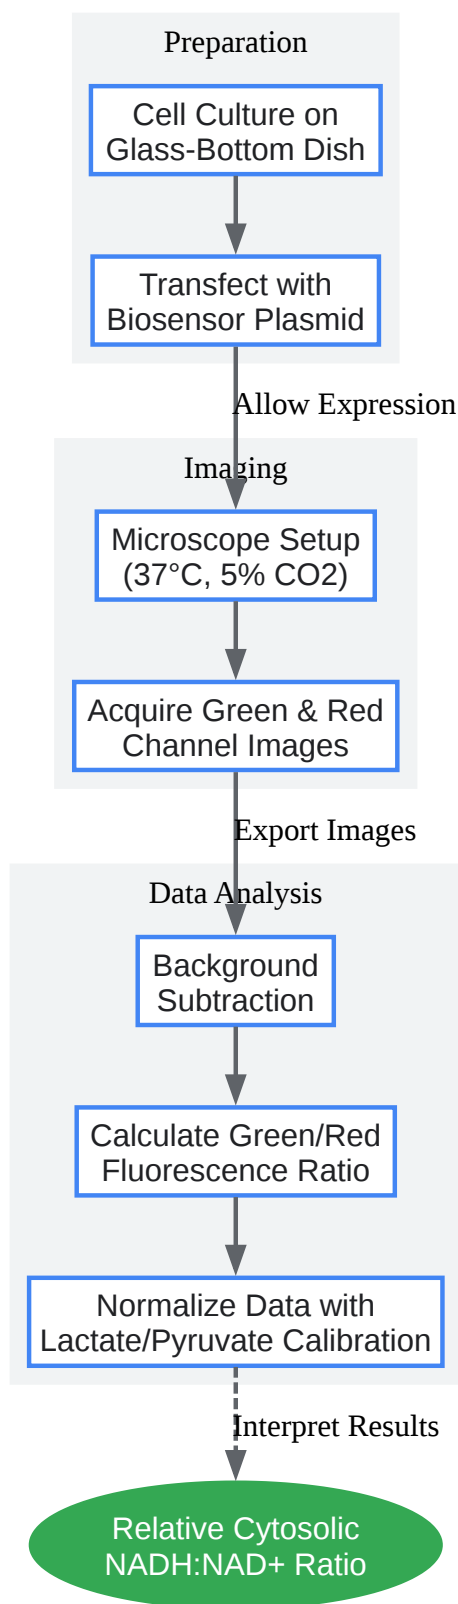 Preparation
Cell Culture on
Glass-Bottom Dish
Transfect with
Biosensor Plasmid
Allow Expression
Imaging
Microscope Setup
(37°C, 5% CO2)
Acquire Green & Red
Channel Images
Export Images
Data Analysis
Background
Subtraction
Calculate Green/Red
Fluorescence Ratio
Normalize Data with
Lactate/Pyruvate Calibration
Interpret Results
Relative Cytosolic
NADH:NAD+ Ratio